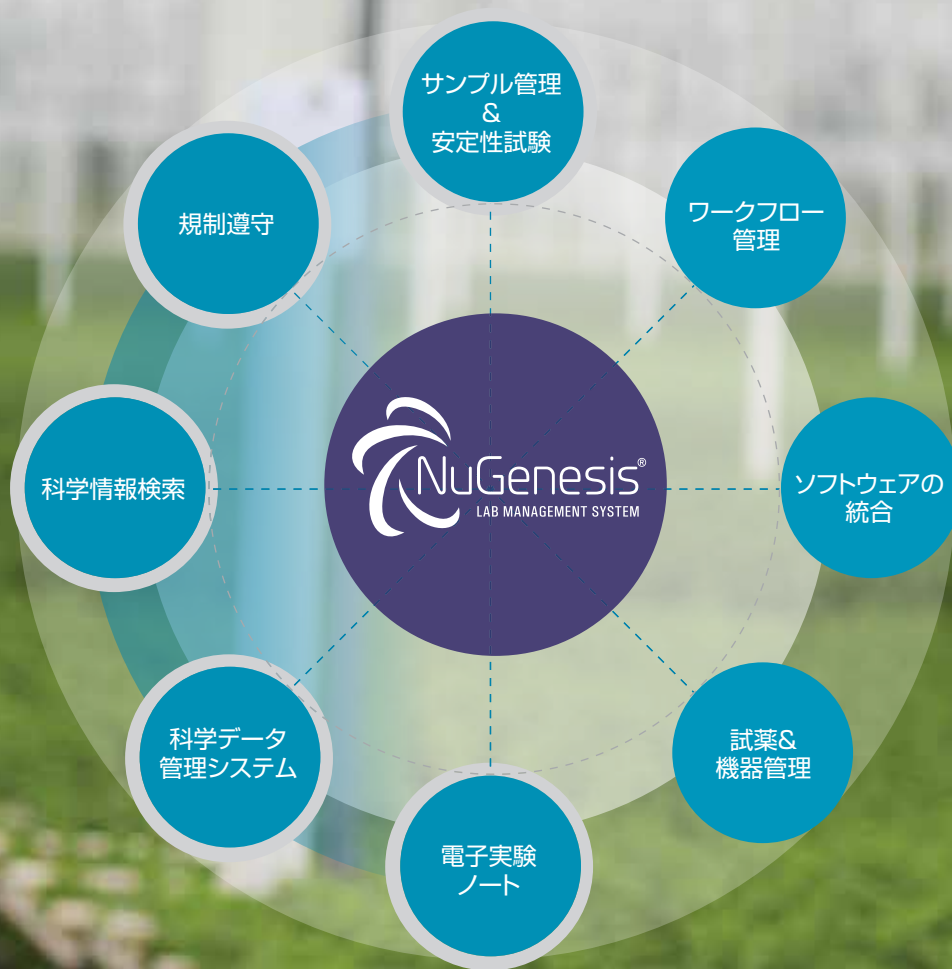 サンプル管理
&
安定性試験
ワークフロー
管理
ソフトウェアの
統合
試薬&
機器管理
電子実験
ノート
科学データ
管理システム
科学情報検索
規制遵守
NuGenesis®
LAB MANAGEMENT SYSTEM